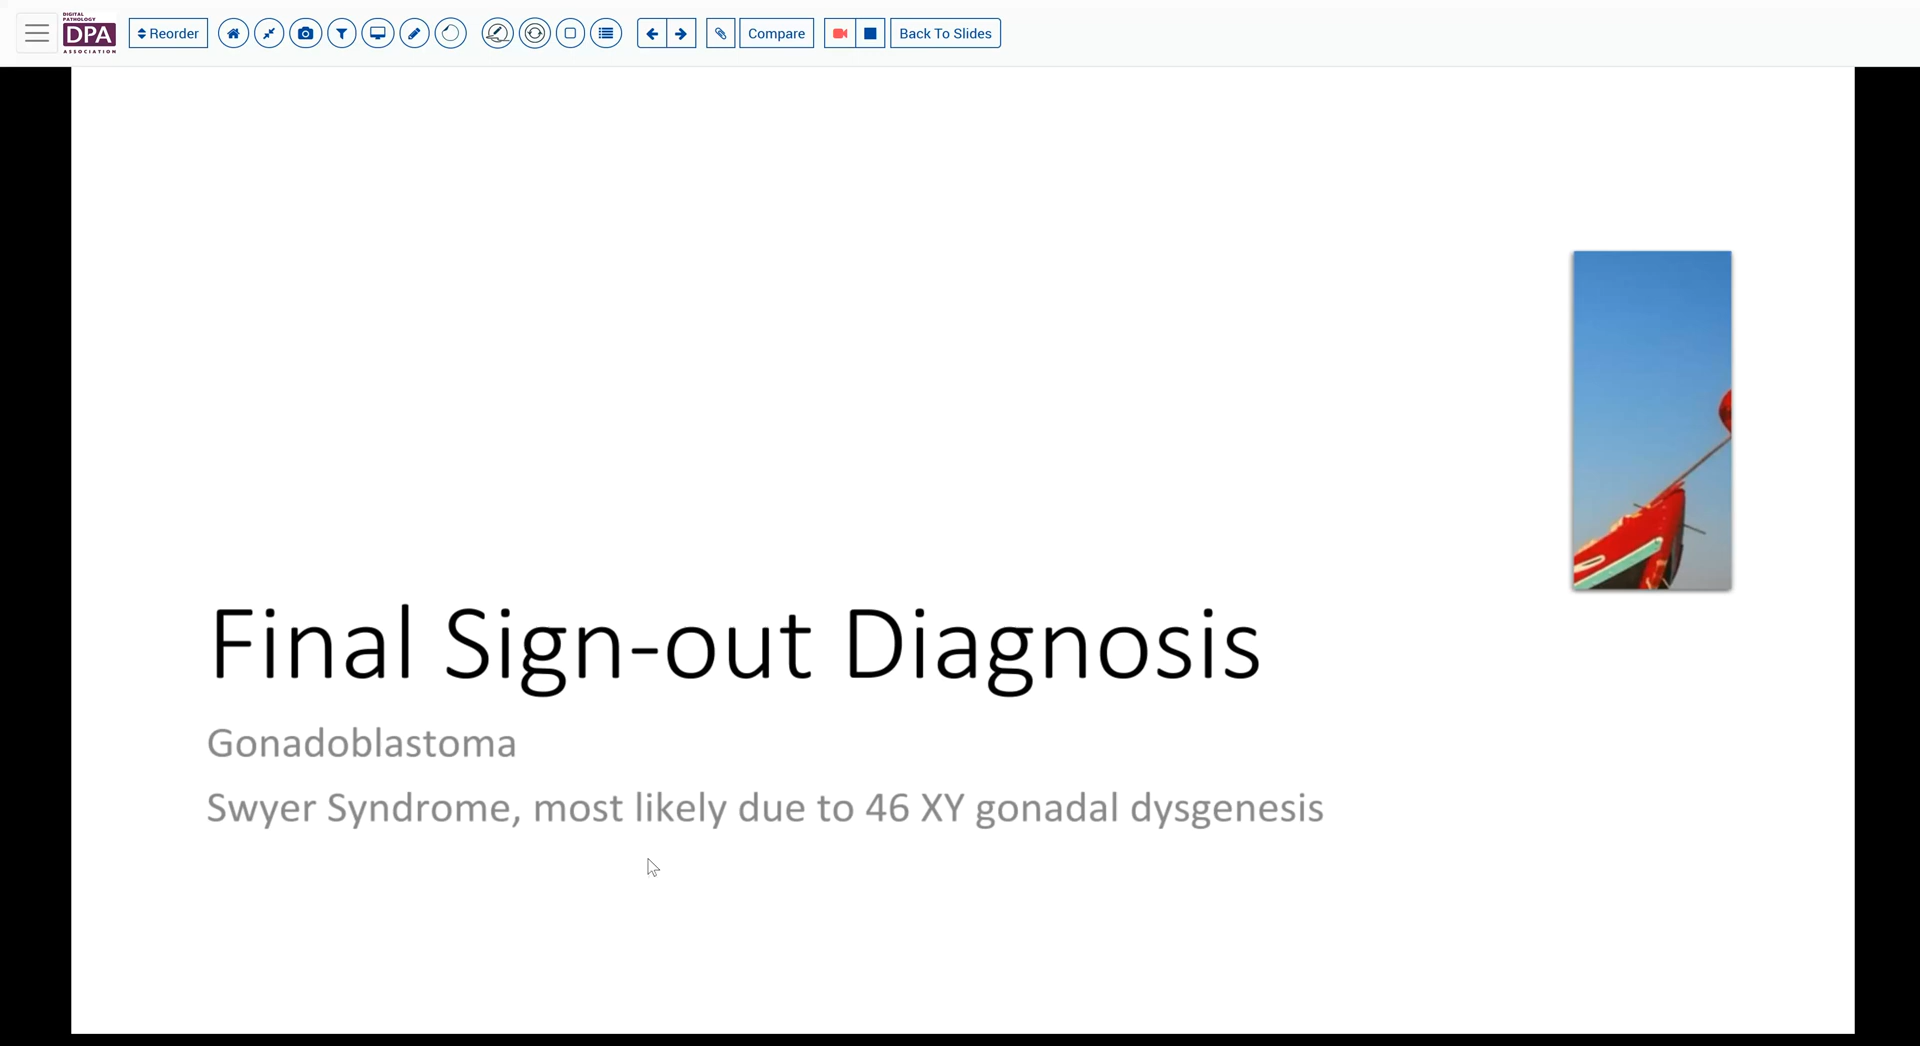 DIGITAL
PATHOLOGY
DPA
ASSOCIATION
Reorder
Compare
Back To Slides
Final Sign-out Diagnosis
Gonadoblastoma
Swyer Syndrome, most likely due to 46 XY gonadal dysgenesis